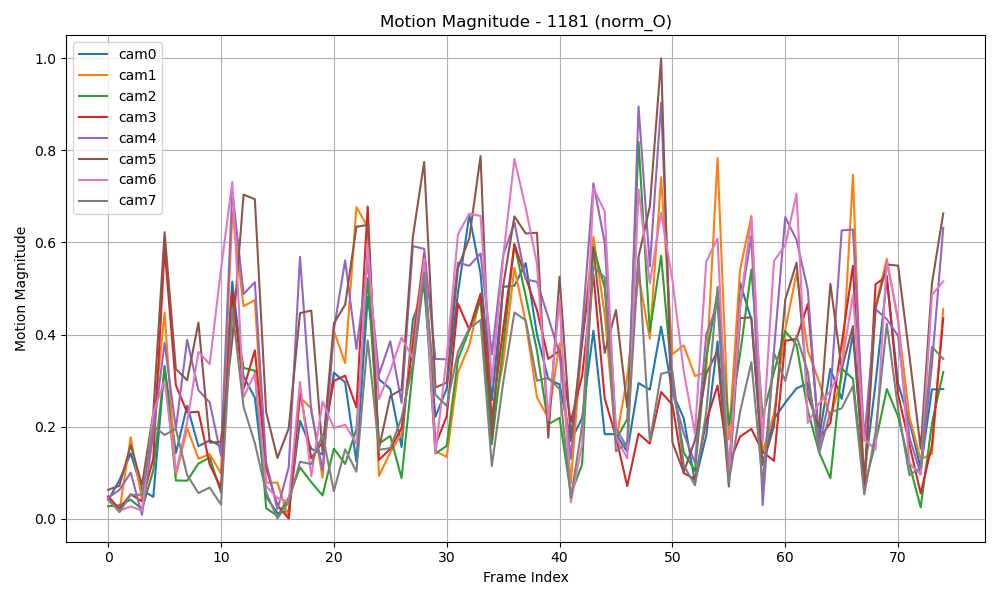 Motion Magnitude - 1181 (norm_O)
cam0
cam1
cam2
cam3
cam4
cam5
cam6
cam7
1.0
0.8
0.6
0.4
0.2
0.0
Motion Magnitude
0 10 20 30 40 50 60 70
Frame Index